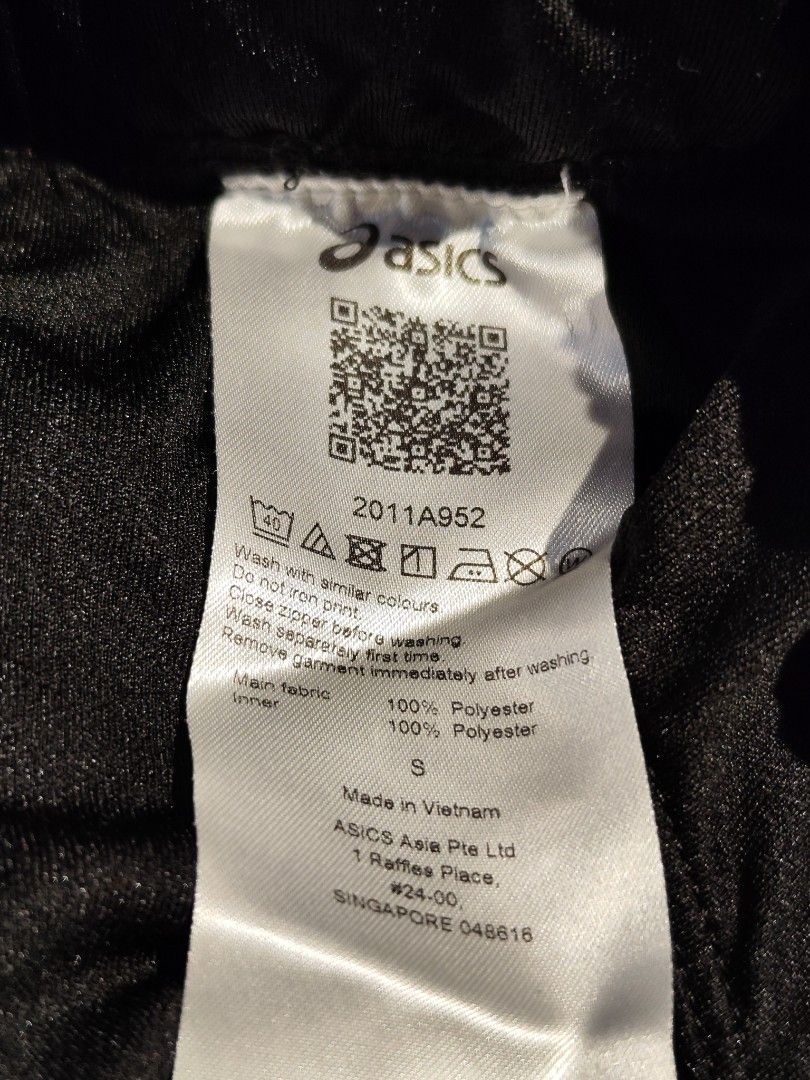 asics
2011A952
40
Wash with similar colours
Do not iron print.
Close zipper before washing.
Wash separately first time.
Remove garment immediately after washing.
Main fabric 100% Polyester
Inner 100% Polyester
S
Made in Vietnam
ASICS Asia Pte Ltd
1 Raffles Place,
#24-00,
SINGAPORE 048616